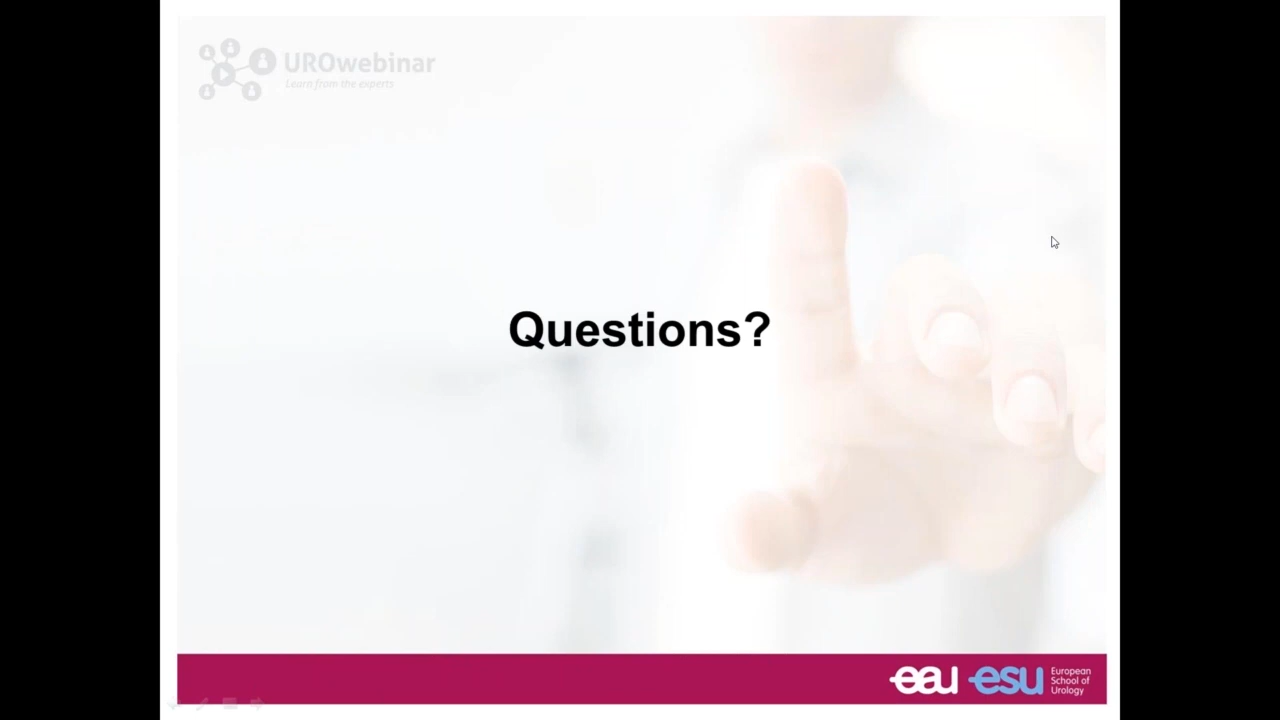 UROwebinar
Learn from the experts
Questions?
eau esu European
School of
Urology